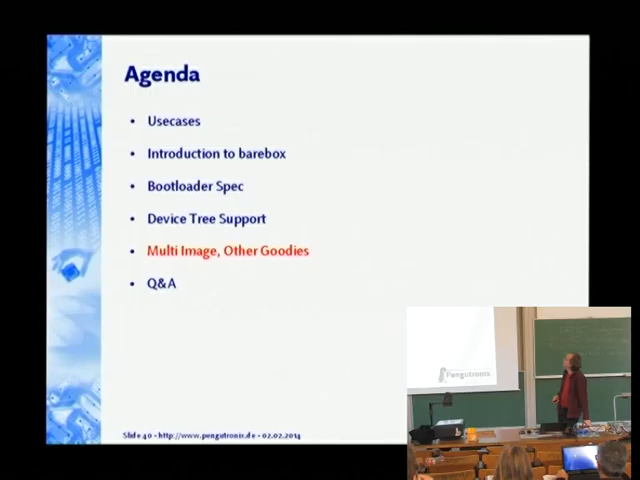 Agenda
• Usecases
• Introduction to barebox
• Bootloader Spec
• Device Tree Support
• Multi Image, Other Goodies
• Q&A
Slide 40 - http://www.pengutronix.de - 02.02.2014
Pengutronix